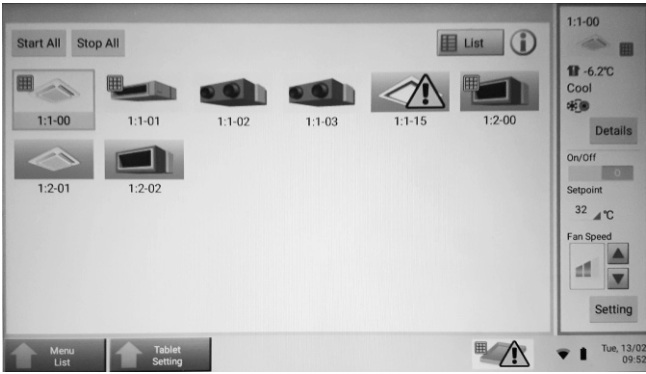 Start All
Stop All
List
1:1-00
1:1-01
1:1-02
1:1-03
1:1-15
1:2-00
1:2-01
1:2-02
1:1-00
-6.2℃
Cool
Details
On/Off
0
Setpoint
32 ℃
Fan Speed
Setting
Menu
List
Tablet
Setting
Tue, 13/02
09:52